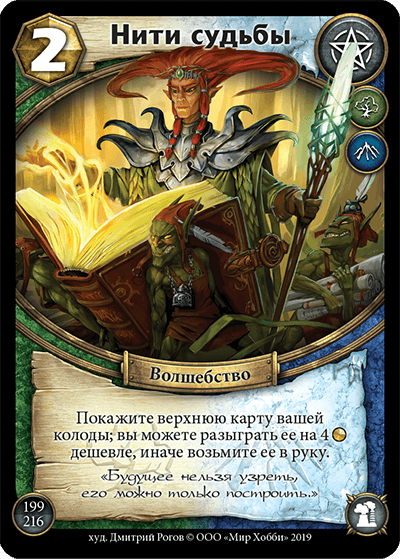 2
Нити судьбы
Волшебство
Покажите верхнюю карту вашей
колоды; вы можете разыграть ее на 4
дешевле, иначе возьмите ее в руку.
«Будущее нельзя узреть,
его можно только построить.»
199
216
худ. Дмитрий Рогов © ООО «Мир Хобби» 2019